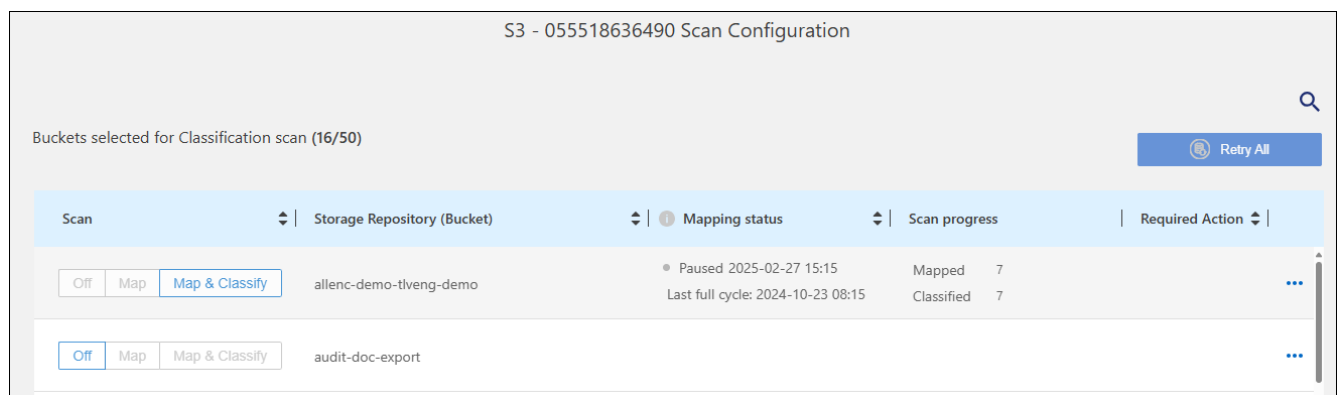 S3 - 055518636490 Scan Configuration
Buckets selected for Classification scan (16/50)
Retry All
Scan Storage Repository (Bucket) Mapping status Scan progress Required Action
Off Map Map & Classify allenc-demo-tlveng-demo Paused 2025-02-27 15:15 Mapped 7
Last full cycle: 2024-10-23 08:15 Classified 7
Off Map Map & Classify audit-doc-export